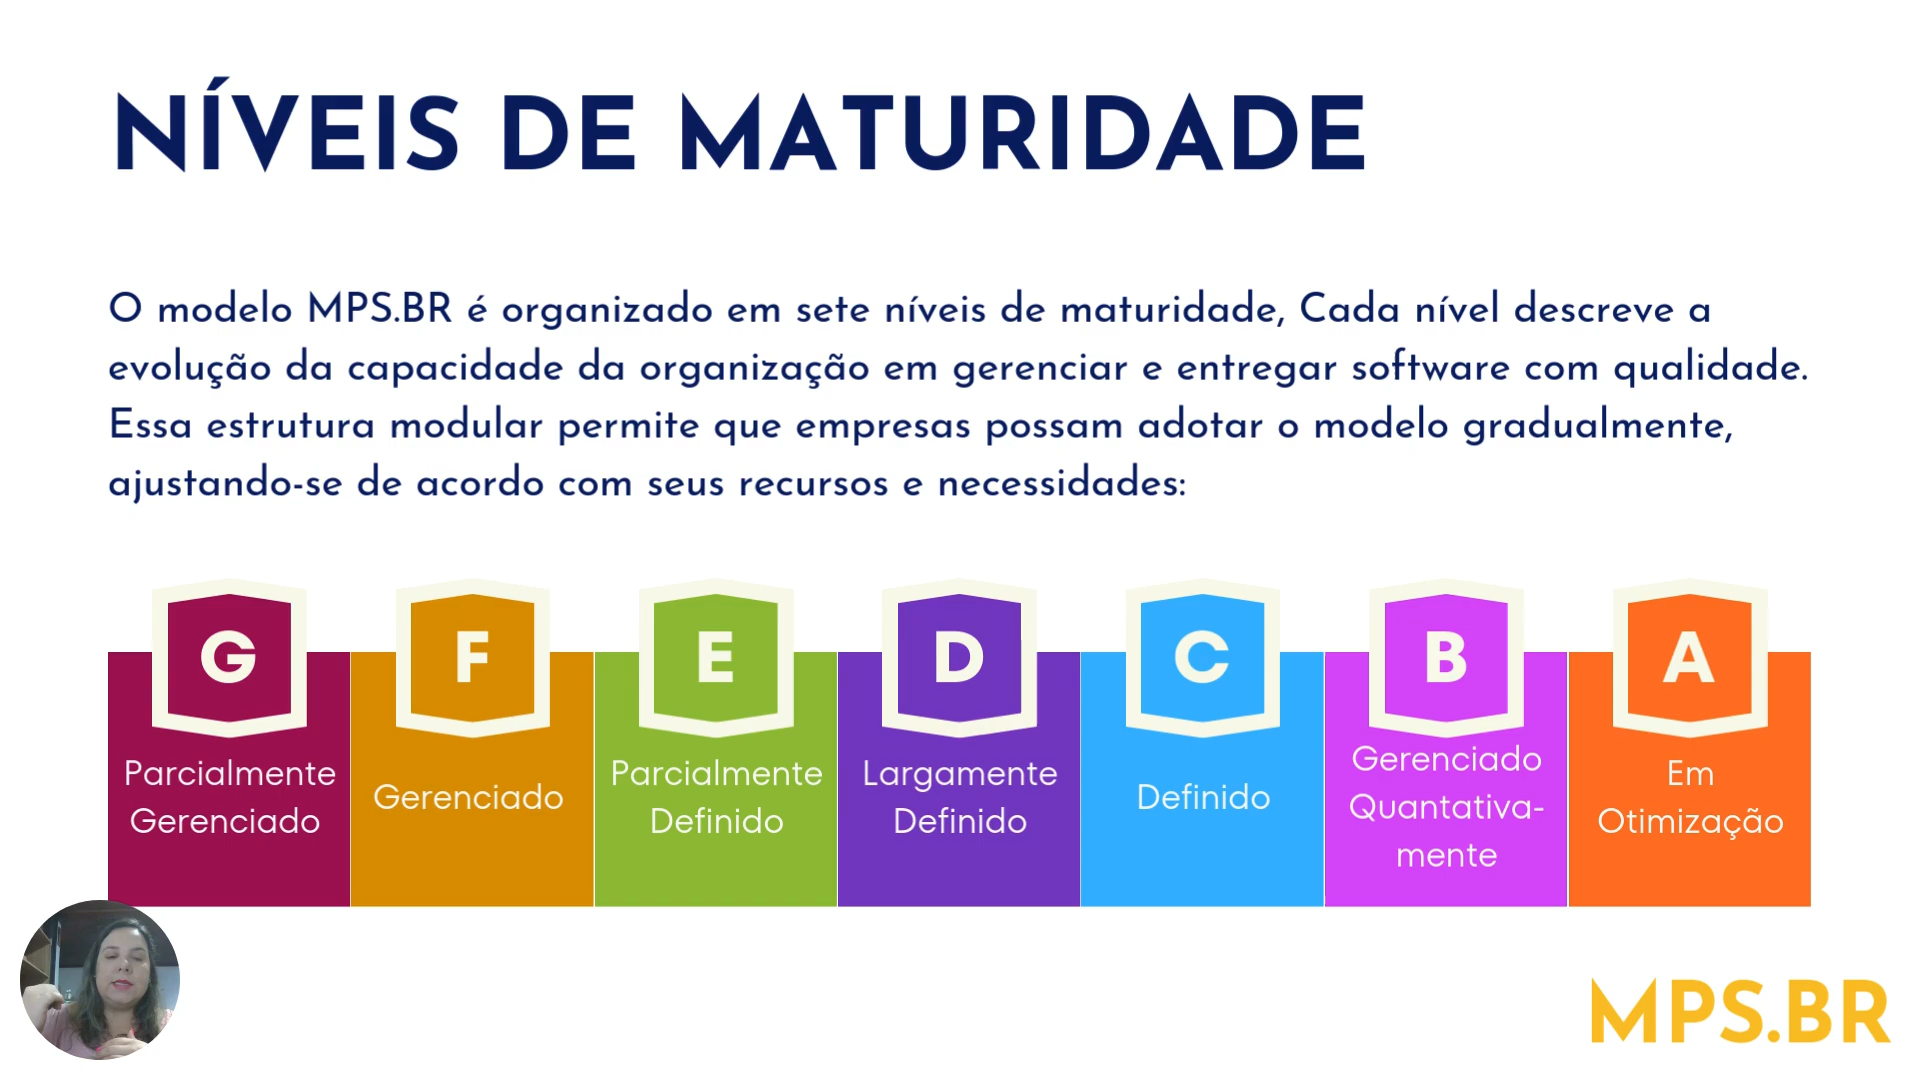 NÍVEIS DE MATURIDADE
O modelo MPS.BR é organizado em sete níveis de maturidade, Cada nível descreve a
evolução da capacidade da organização em gerenciar e entregar software com qualidade.
Essa estrutura modular permite que empresas possam adotar o modelo gradualmente,
ajustando-se de acordo com seus recursos e necessidades:
G
Parcialmente
Gerenciado
F
Gerenciado
E
Parcialmente
Definido
D
Largamente
Definido
C
Definido
B
Gerenciado
Quantativa-
mente
A
Em
Otimização
MPS.BR